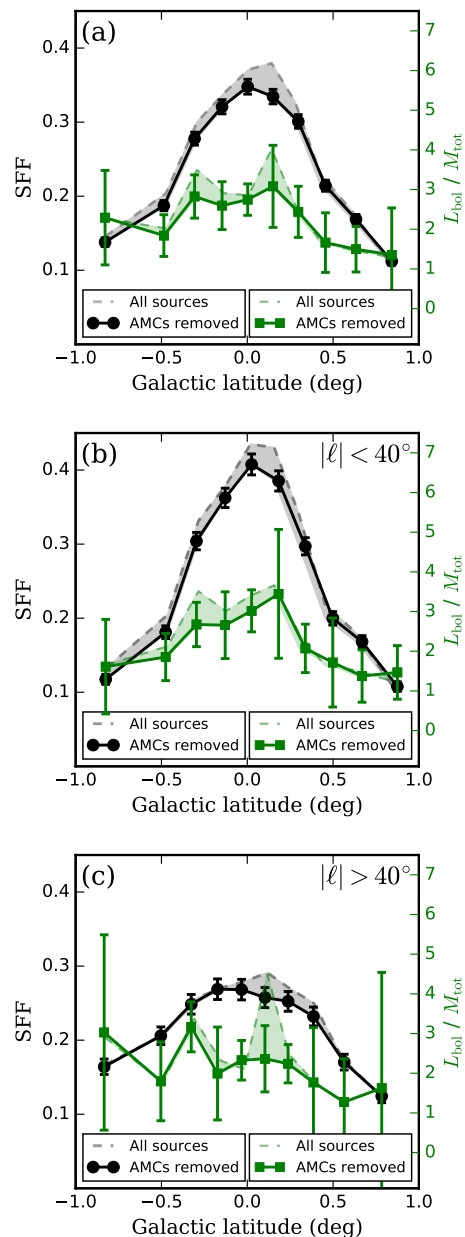 (a)
0.4
0.3
0.2
0.1
SFF
7
6
5
4
3
2
1
0
L_bol / M_tot
All sources
AMCs removed
All sources
AMCs removed
−1.0 −0.5 0.0 0.5 1.0
Galactic latitude (deg)
(b)
|ℓ| < 40°
0.4
0.3
0.2
0.1
SFF
7
6
5
4
3
2
1
0
L_bol / M_tot
All sources
AMCs removed
All sources
AMCs removed
−1.0 −0.5 0.0 0.5 1.0
Galactic latitude (deg)
(c)
|ℓ| > 40°
0.4
0.3
0.2
0.1
SFF
7
6
5
4
3
2
1
0
L_bol / M_tot
All sources
AMCs removed
All sources
AMCs removed
−1.0 −0.5 0.0 0.5 1.0
Galactic latitude (deg)